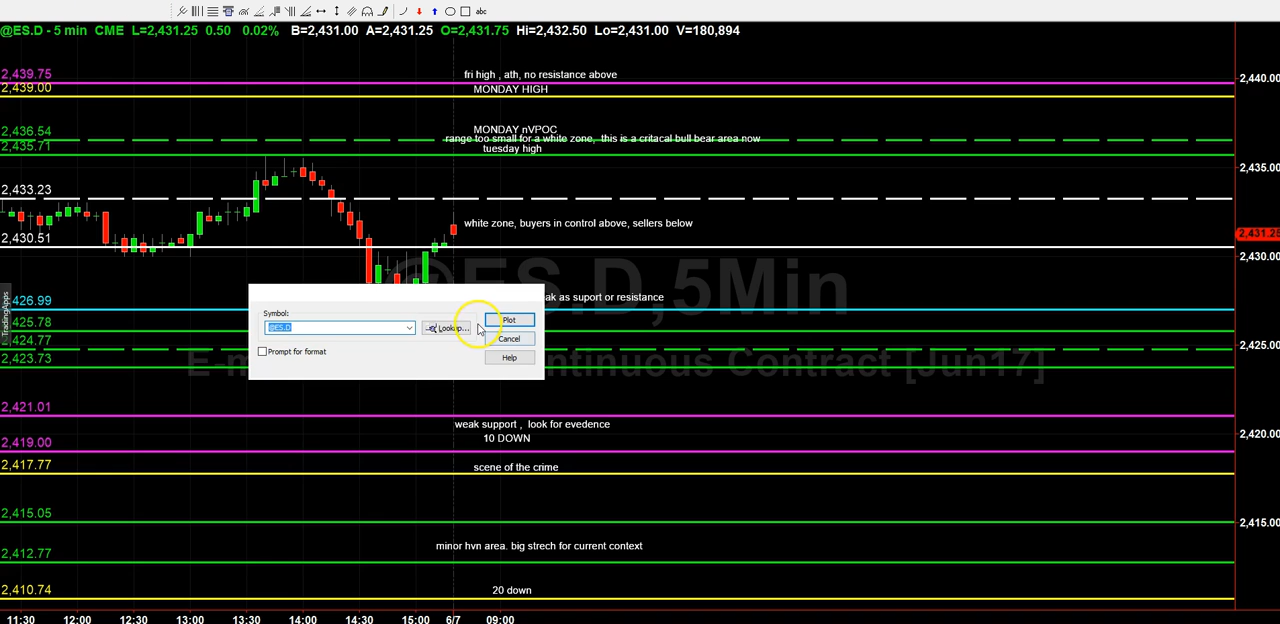 abc
@ES.D - 5 min CME L=2,431.25 0.50 0.02% B=2,431.00 A=2,431.25 O=2,431.75 Hi=2,432.50 Lo=2,431.00 V=180,894
2,439.75 fri high , ath, no resistance above
2,440.00
2,439.00 MONDAY HIGH
2,436.54 MONDAY nVPOC
range too small for a white zone, this is a critacal bull bear area now
2,435.71 tuesday high
2,435.00
2,433.23
white zone, buyers in control above, sellers below
2,431.25
2,430.51
2,430.00
@ES.D,5Min
426.99 eak as suport or resistance
TradingApps
Symbol:
@ES.D Lookup... Plot
Cancel
Prompt for format Help
425.78
2,425.00
424.77
2,423.73
ontinuous Contract [Jun17]
2,421.01
weak support , look for evedence
2,420.00
10 DOWN
2,419.00
2,417.77 scene of the crime
2,415.05
2,415.00
minor hvn area. big strech for current context
2,412.77
2,410.74 20 down
11:30 12:00 12:30 13:00 13:30 14:00 14:30 15:00 6/7 09:00